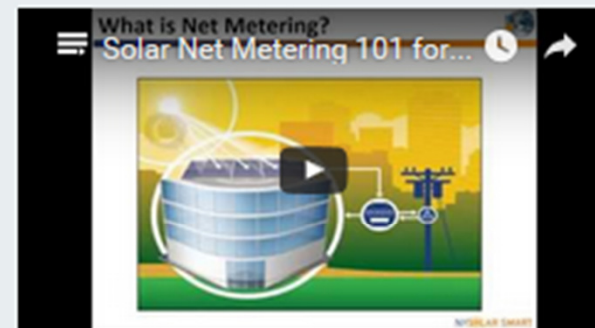 What is Net Metering?
Solar Net Metering 101 for...
NYSOLAR SMART